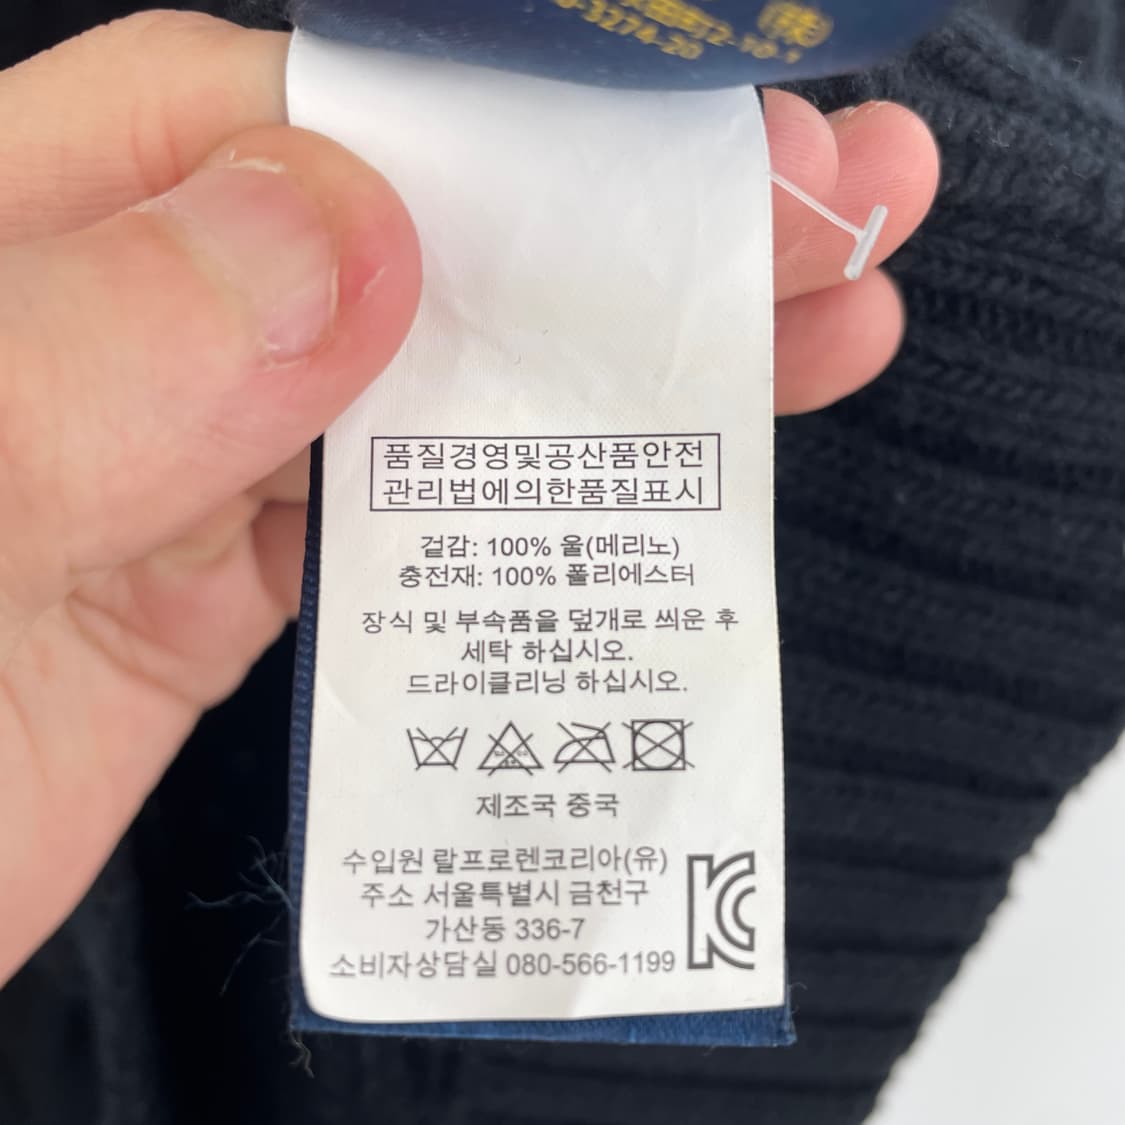 3274-20
品質경영및공산품안전
관리법에의한품질표시
겉감: 100% 울(메리노)
충전재: 100% 폴리에스터
장식 및 부속품을 덮개로 씌운 후
세탁 하십시오.
드라이클리닝 하십시오.
제조국 중국
수입원 랄프로렌코리아(유)
주소 서울특별시 금천구
가산동 336-7
소비자상담실 080-566-1199